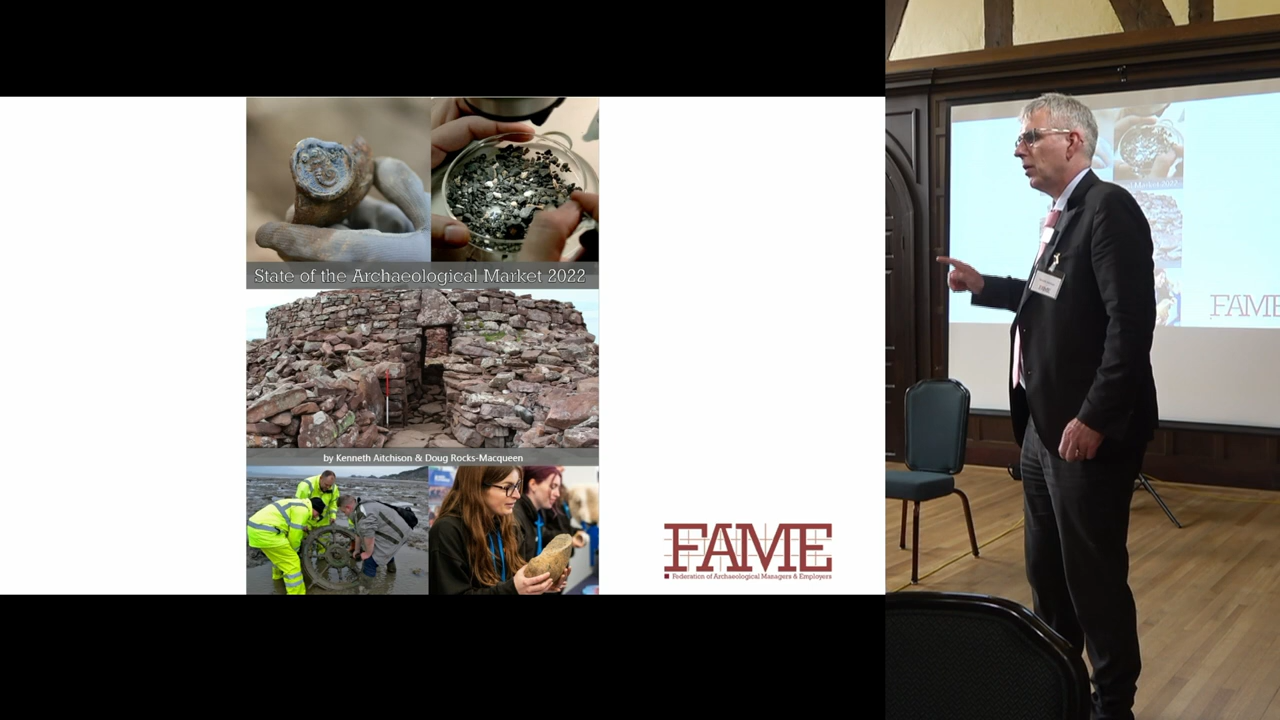 State of the Archaeological Market 2022
by Kenneth Aitchison & Doug Rocks-Macqueen
FAME
Federation of Archaeological Managers & Employers
FAME